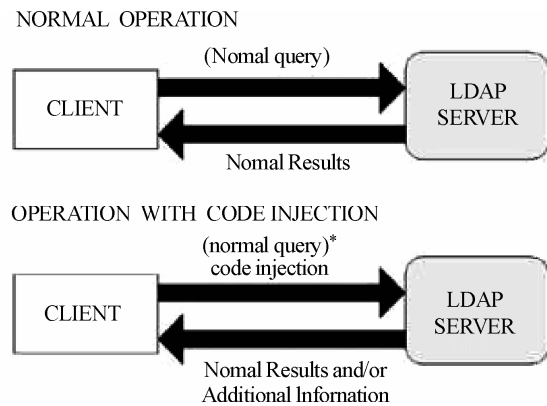 NORMAL OPERATION
(Nomal query)
CLIENT
LDAP
SERVER
Nomal Results
OPERATION WITH CODE INJECTION
(normal query)*
code injection
CLIENT
LDAP
SERVER
Nomal Results and/or
Additional Infornation